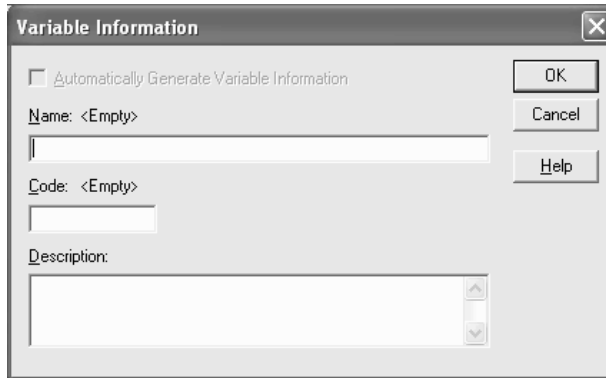 Variable Information
Automatically Generate Variable Information
OK
Name: <Empty>
Cancel
Help
Code: <Empty>
Description: